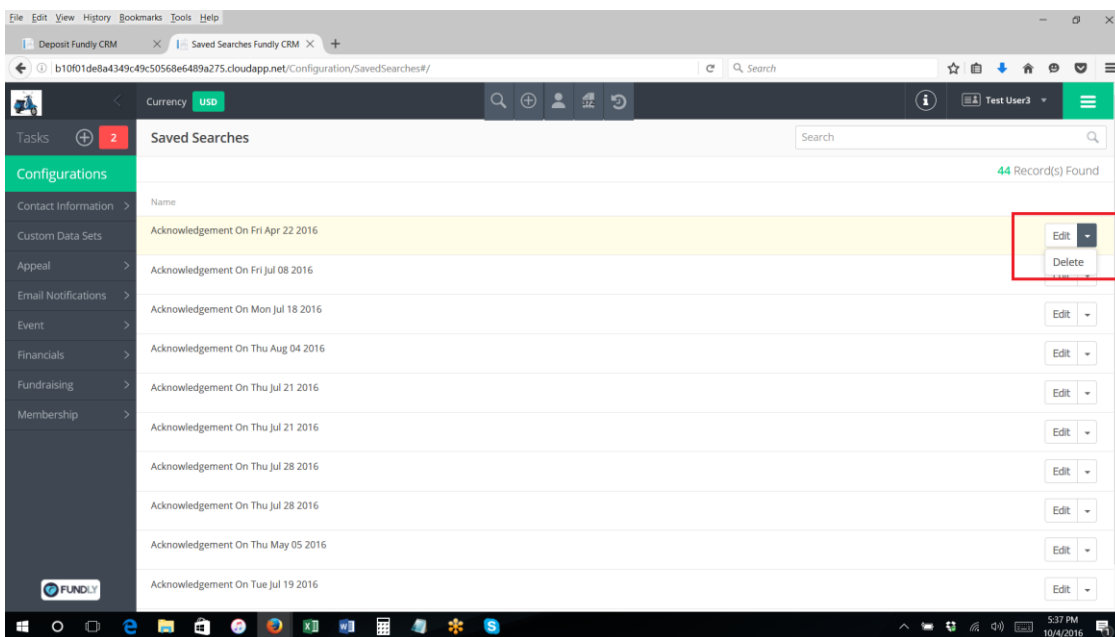 File Edit View History Bookmarks Tools Help
Deposit Fundly CRM
Saved Searches Fundly CRM
b10f01de8a4349c49c50568e6489a275.cloudapp.net/Configuration/SavedSearches#/
Search
Currency USD
Test User3
Tasks 2
Saved Searches
Search
Configurations
44 Record(s) Found
Contact Information
Name
Custom Data Sets
Acknowledgement On Fri Apr 22 2016
Edit
Delete
Appeal
Acknowledgement On Fri Jul 08 2016
Email Notifications
Acknowledgement On Mon Jul 18 2016
Edit
Event
Financials
Acknowledgement On Thu Aug 04 2016
Edit
Fundraising
Acknowledgement On Thu Jul 21 2016
Edit
Membership
Acknowledgement On Thu Jul 21 2016
Edit
Acknowledgement On Thu Jul 28 2016
Edit
Acknowledgement On Thu Jul 28 2016
Edit
Acknowledgement On Thu May 05 2016
Edit
Acknowledgement On Tue Jul 19 2016
Edit
FUNDLY
5:37 PM
10/4/2016